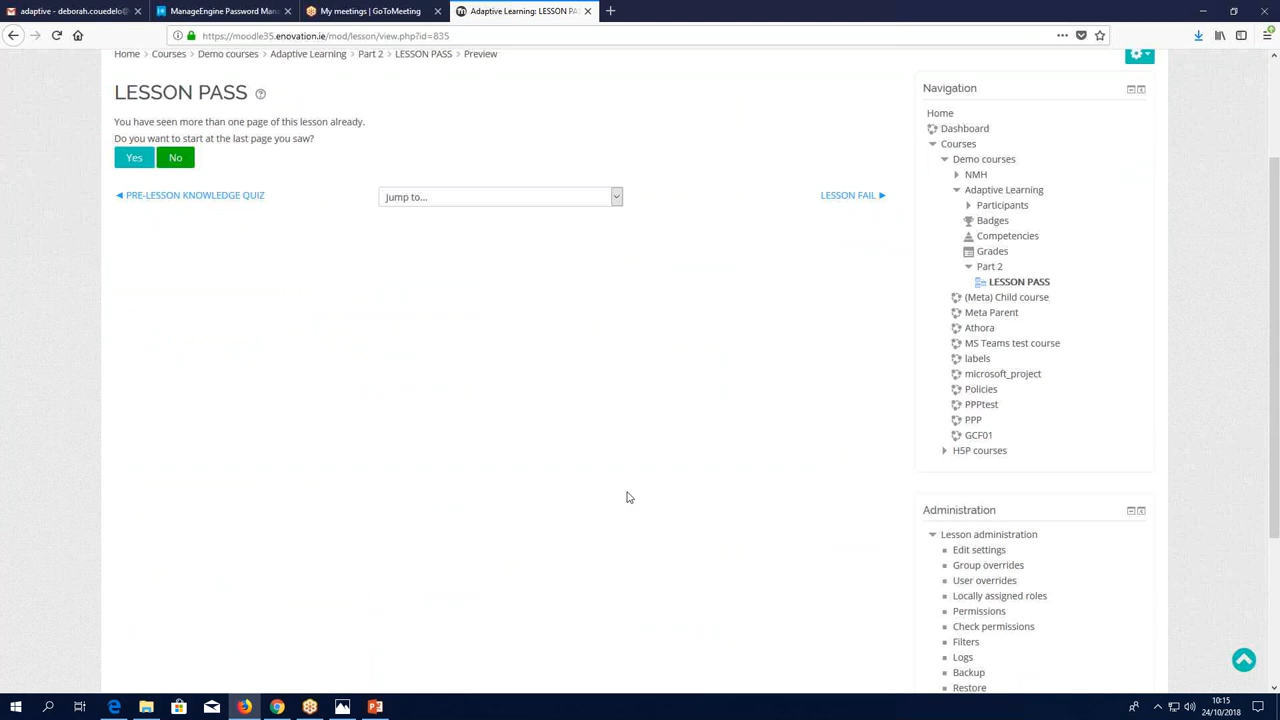 adaptive - deborah.couedelo
ManageEngine Password Man
My meetings | GoToMeeting
Adaptive Learning: LESSON PAS
https://moodle35.enovation.ie/mod/lesson/view.php?id=835
Home > Courses > Demo courses > Adaptive Learning > Part 2 > LESSON PASS > Preview
LESSON PASS
You have seen more than one page of this lesson already.
Do you want to start at the last page you saw?
Yes No
◄ PRE-LESSON KNOWLEDGE QUIZ
Jump to...
LESSON FAIL ►
Navigation
Home
Dashboard
Courses
Demo courses
NMH
Adaptive Learning
Participants
Badges
Competencies
Grades
Part 2
LESSON PASS
(Meta) Child course
Meta Parent
Athora
MS Teams test course
labels
microsoft_project
Policies
PPPtest
PPP
GCF01
H5P courses
Administration
Lesson administration
Edit settings
Group overrides
User overrides
Locally assigned roles
Permissions
Check permissions
Filters
Logs
Backup
Restore
10:15
24/10/2018